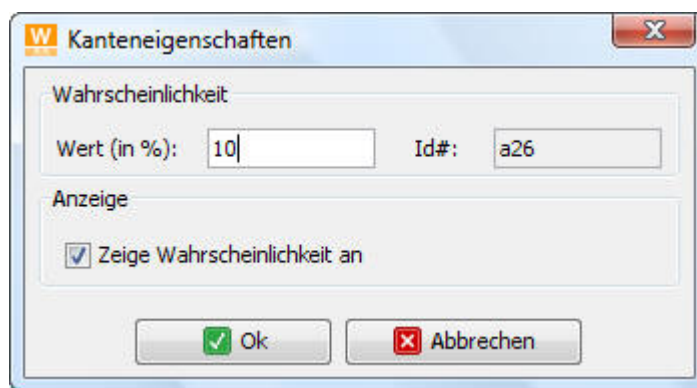 W Kanteneigenschaften
Wahrscheinlichkeit
Wert (in %): 10 Id#: a26
Anzeige
Zeige Wahrscheinlichkeit an
Ok Abbrechen